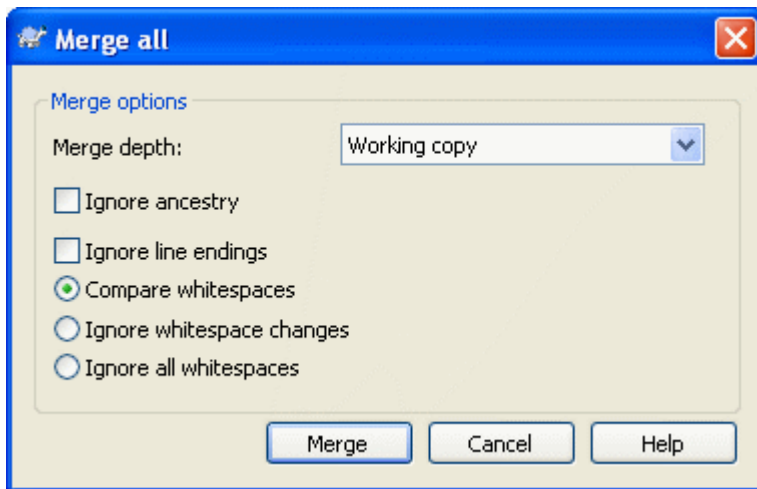 Merge all
Merge options
Merge depth: Working copy
Ignore ancestry
Ignore line endings
Compare whitespaces
Ignore whitespace changes
Ignore all whitespaces
Merge Cancel Help